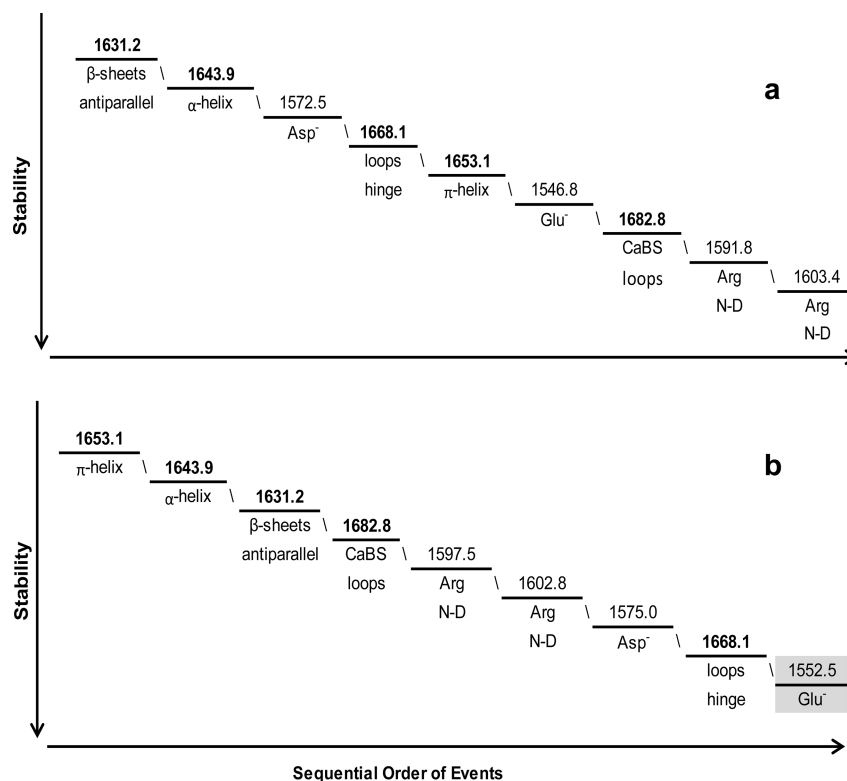 1631.2
β-sheets
antiparallel
1643.9
α-helix
a
1572.5
Asp⁻
1668.1
loops
hinge
1653.1
π-helix
1546.8
Glu⁻
1682.8
CaBS
loops
1591.8
Arg
N-D
1603.4
Arg
N-D
Stability
1653.1
π-helix
b
1643.9
α-helix
1631.2
β-sheets
antiparallel
1682.8
CaBS
loops
1597.5
Arg
N-D
1602.8
Arg
N-D
1575.0
Asp⁻
1668.1
loops
hinge
1552.5
Glu⁻
Stability
Sequential Order of Events